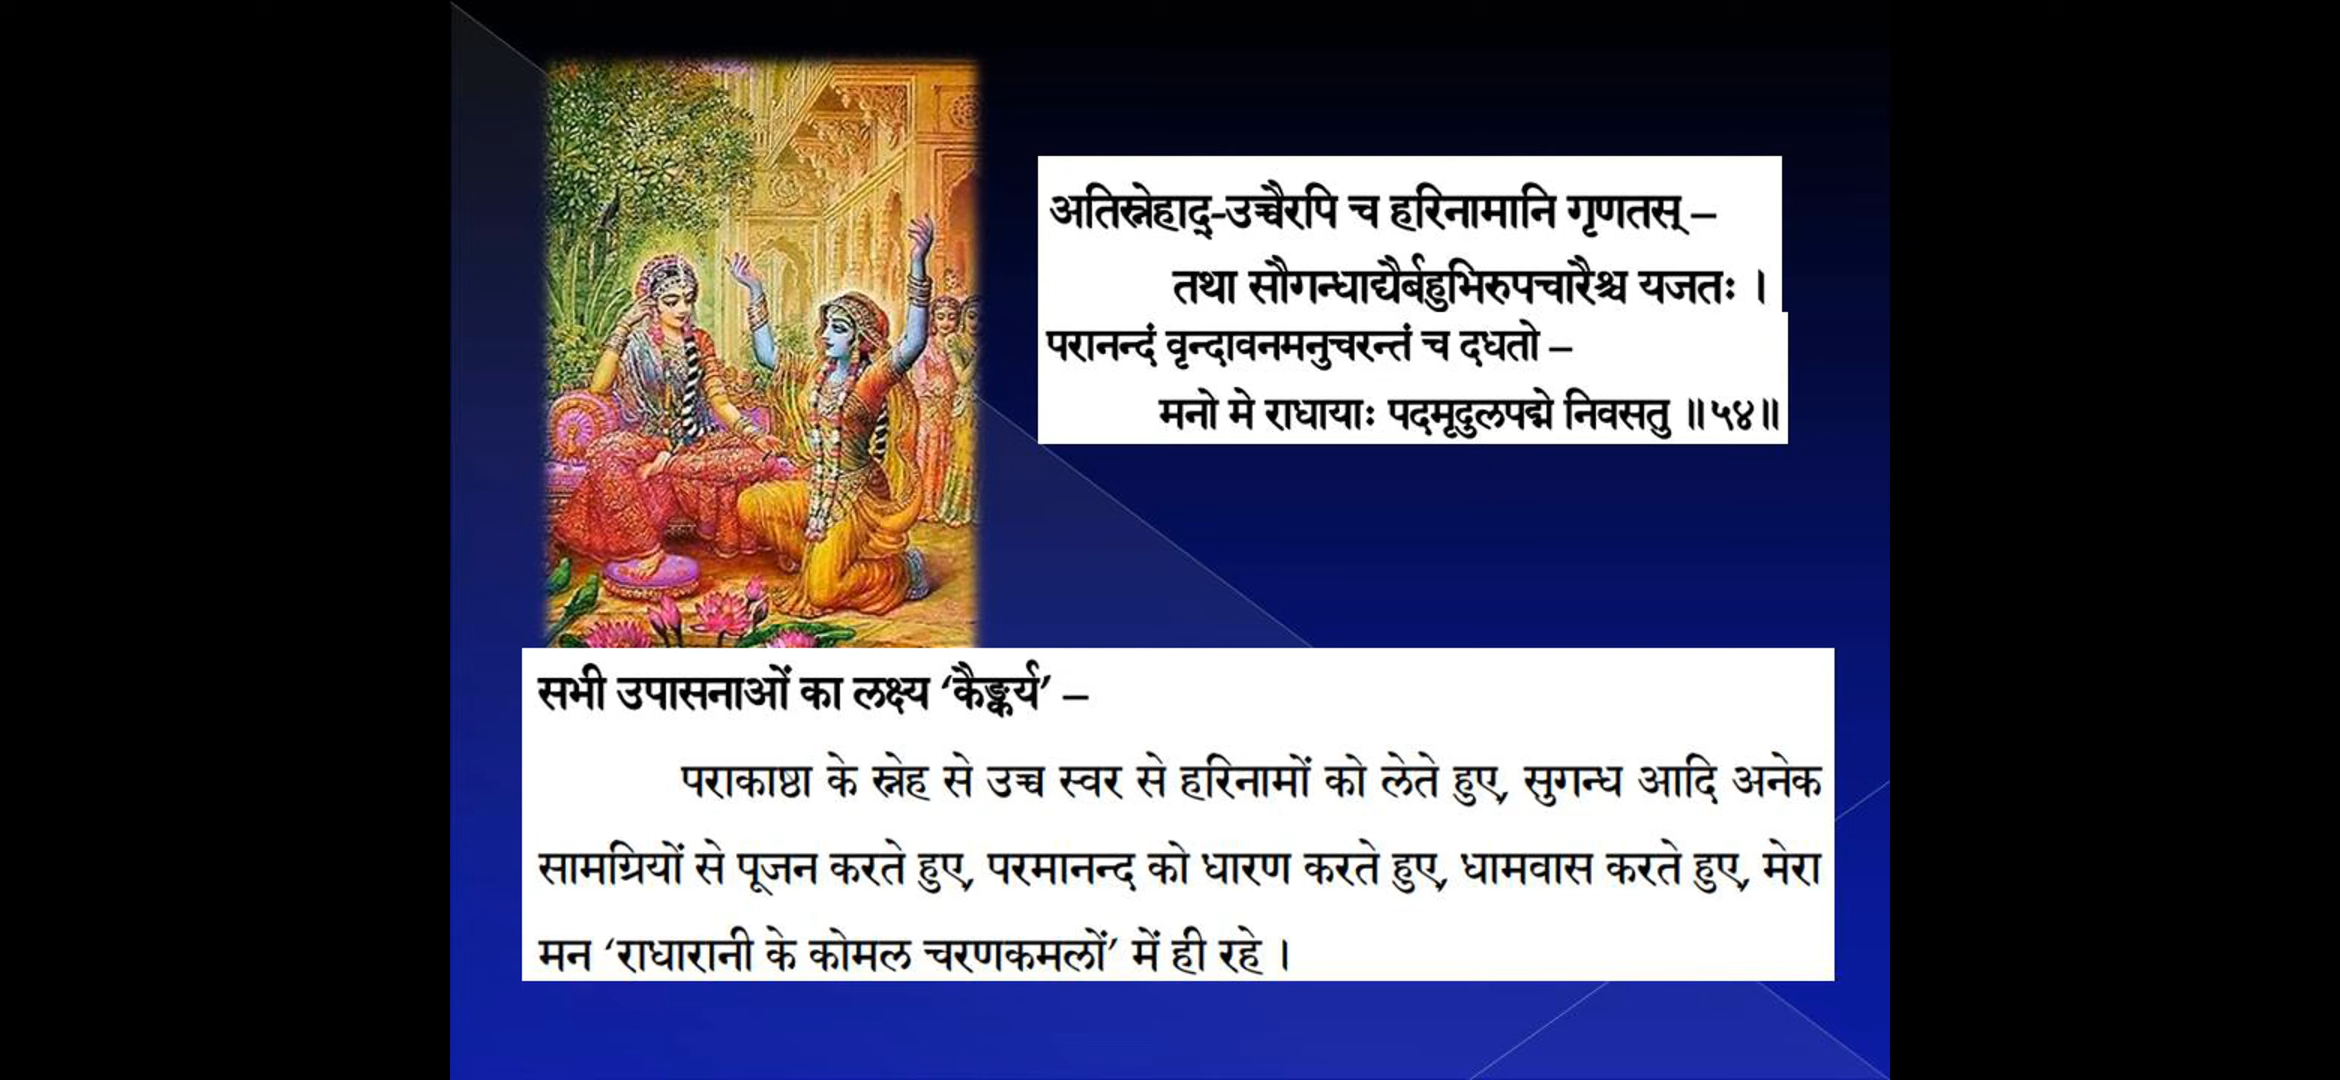 अतिस्नेहाद्-उच्चैरपि च हरिनामानि गृणतस् –
तथा सौगन्धाद्यैर्बहुभिरुपचारैश्च यजतः ।
परानन्दं वृन्दावनमनुचरन्तं च दधतो –
मनो मे राधायाः पदमृदुलपद्मे निवसतु ॥५४॥
सभी उपासनाओं का लक्ष्य ‘कैङ्कर्य’ –
पराकाष्ठा के स्नेह से उच्च स्वर से हरिनामों को लेते हुए, सुगन्ध आदि अनेक
सामग्रियों से पूजन करते हुए, परमानन्द को धारण करते हुए, धामवास करते हुए, मेरा
मन ‘राधारानी के कोमल चरणकमलों’ में ही रहे ।